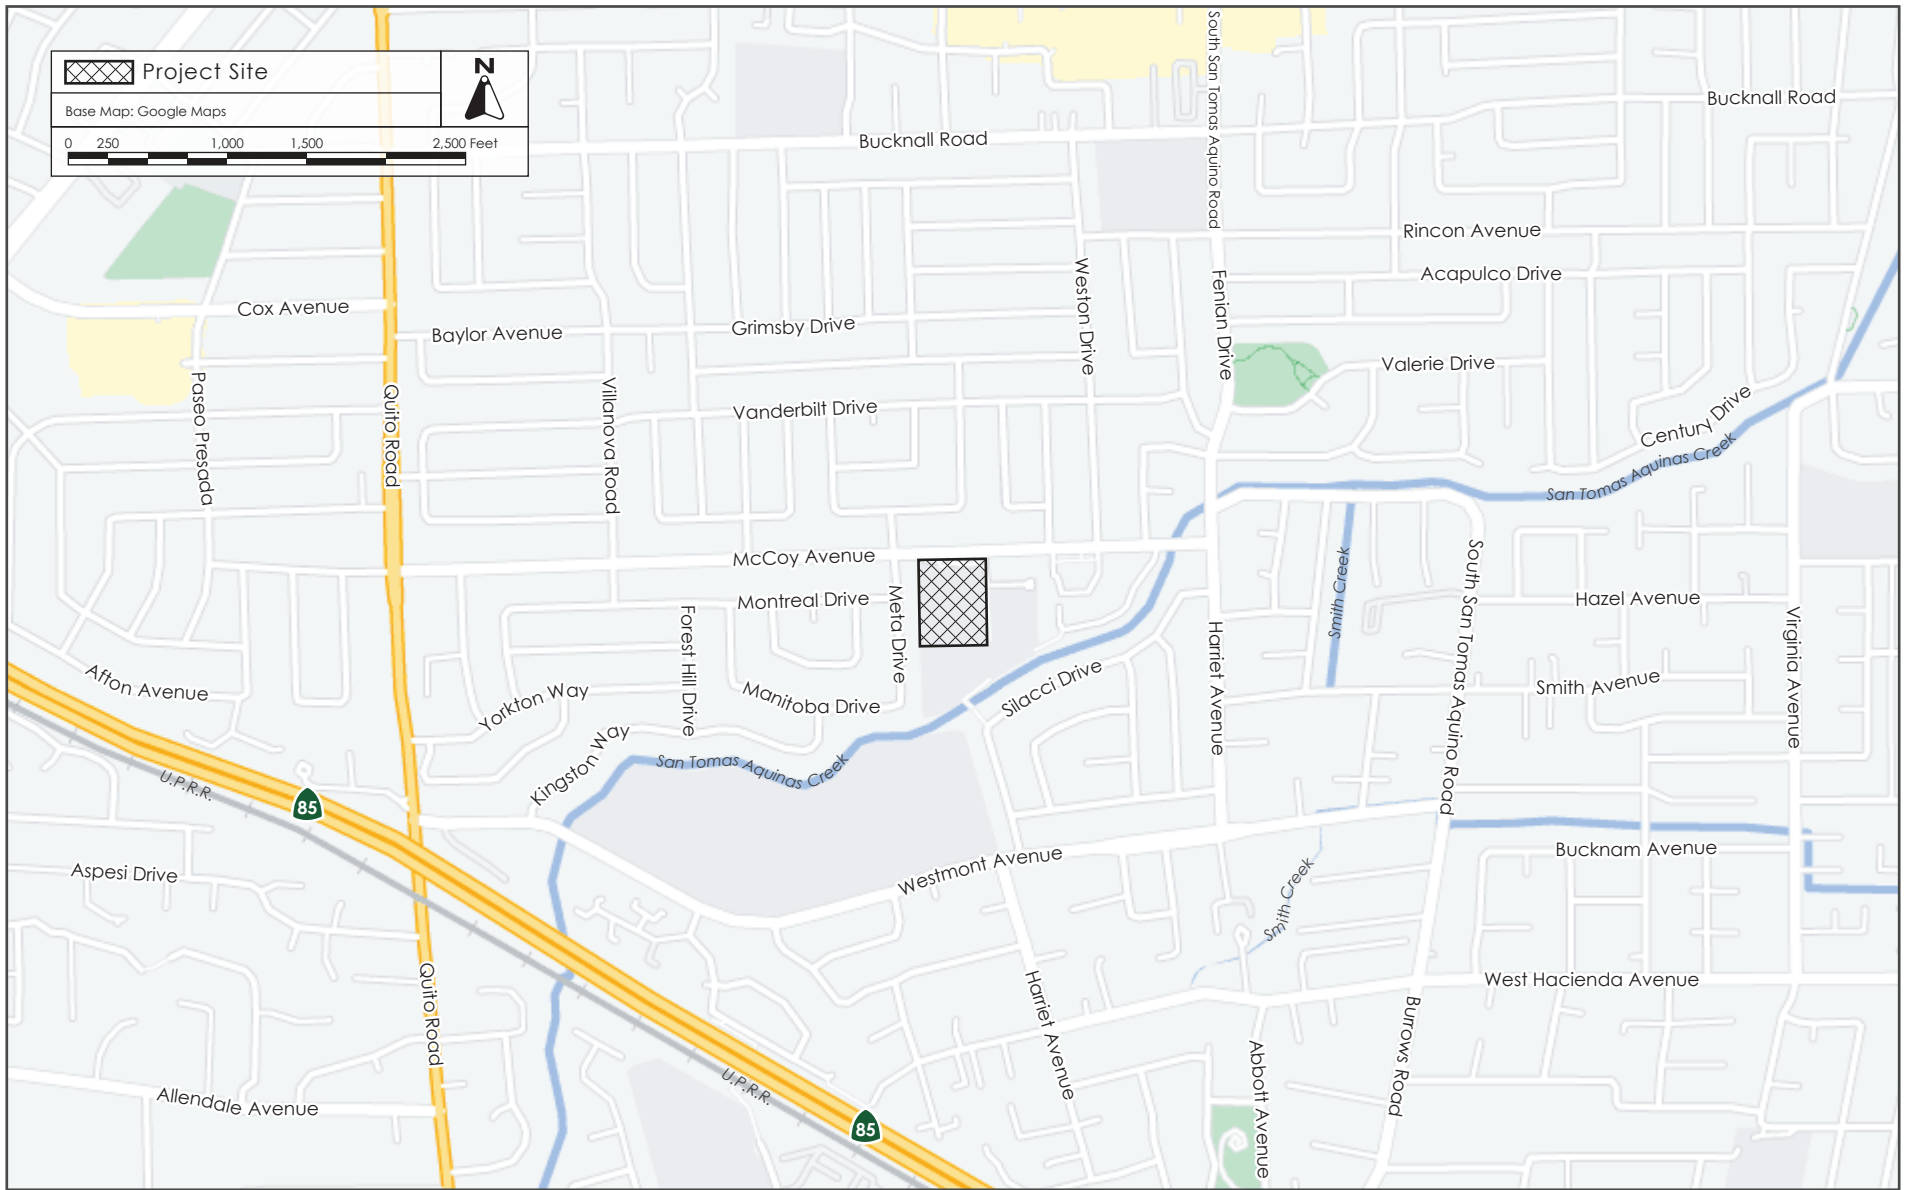 Project Site
N
Base Map: Google Maps
0 250 1,000 1,500 2,500 Feet
South San Tomas Aquino Road
Bucknall Road
Bucknall Road
Rincon Avenue
Acapulco Drive
Weston Drive
Fenian Drive
Cox Avenue
Baylor Avenue
Grimsby Drive
Valerie Drive
Paseo Presada
Quito Road
Villanova Road
Vanderbilt Drive
Century Drive
San Tomas Aquinas Creek
McCoy Avenue
Montreal Drive
Meta Drive
Forest Hill Drive
Smith Creek
South San Tomas Aquino Road
Hazel Avenue
Virginia Avenue
Harriet Avenue
Afton Avenue
Yorkton Way
Manitoba Drive
Silacci Drive
Smith Avenue
Kingston Way
San Tomas Aquinas Creek
U.P.R.R.
85
Aspesi Drive
Westmont Avenue
Bucknam Avenue
Smith Creek
Quito Road
Harriet Avenue
West Hacienda Avenue
Burrows Road
Abbott Avenue
Allendale Avenue
U.P.R.R.
85